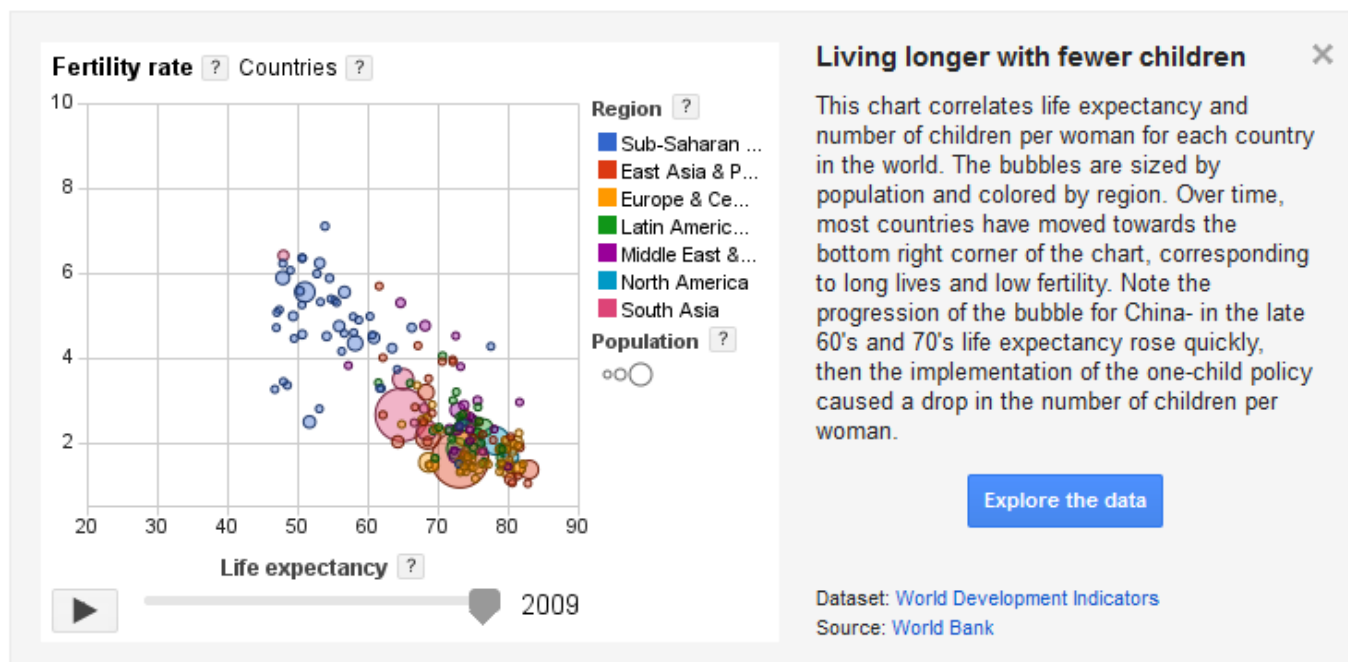 Fertility rate ? Countries ?
10
8
6
4
2
20 30 40 50 60 70 80 90
Life expectancy ?
2009
Region ?
Sub-Saharan ...
East Asia & P...
Europe & Ce...
Latin Americ...
Middle East &...
North America
South Asia
Population ?
Living longer with fewer children
This chart correlates life expectancy and
number of children per woman for each country
in the world. The bubbles are sized by
population and colored by region. Over time,
most countries have moved towards the
bottom right corner of the chart, corresponding
to long lives and low fertility. Note the
progression of the bubble for China- in the late
60's and 70's life expectancy rose quickly,
then the implementation of the one-child policy
caused a drop in the number of children per
woman.
Explore the data
Dataset: World Development Indicators
Source: World Bank